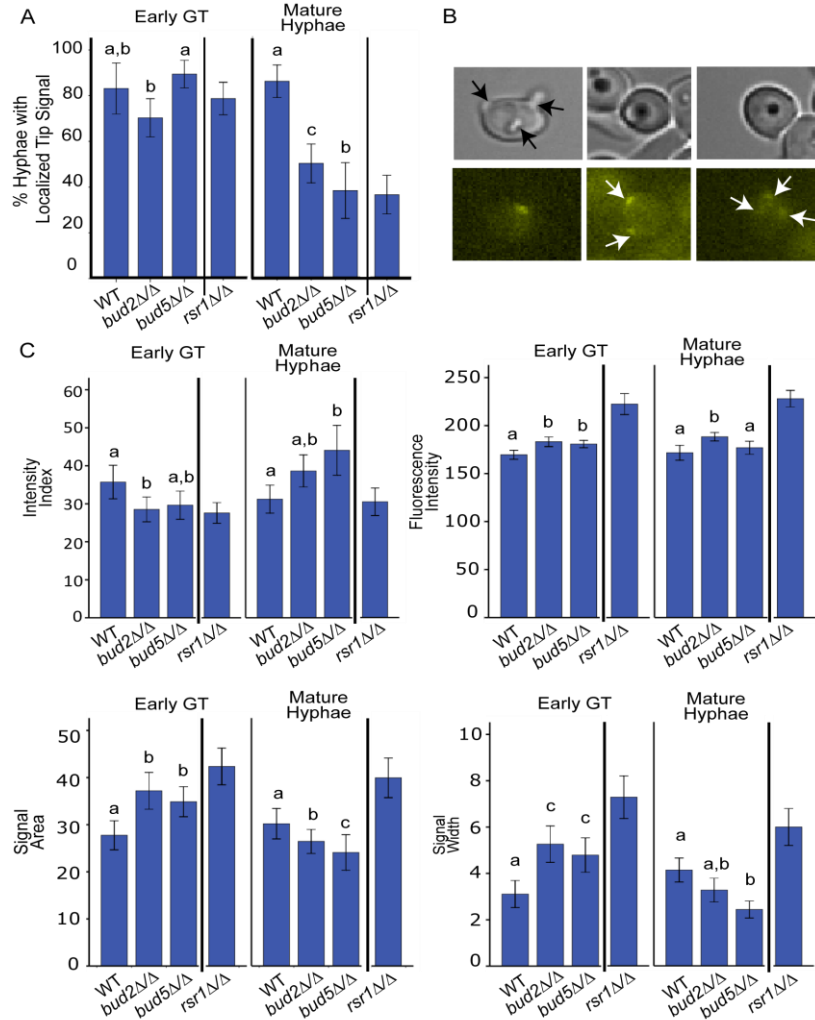 A
Early GT
Mature
Hyphae
% Hyphae with
Localized Tip Signal
100
80
60
40
20
0
a,b
b
a
a
c
b
WT
bud2Δ/Δ
bud5Δ/Δ
rsr1Δ/Δ
WT
bud2Δ/Δ
bud5Δ/Δ
rsr1Δ/Δ
B
C
Early GT
Mature
Hyphae
Intensity
Index
60
50
40
30
20
10
0
a
b
a,b
a
a,b
b
WT
bud2Δ/Δ
bud5Δ/Δ
rsr1Δ/Δ
WT
bud2Δ/Δ
bud5Δ/Δ
rsr1Δ/Δ
Early GT
Mature
Hyphae
Fluorescence
Intensity
250
200
150
100
50
0
a
b
b
a
b
a
WT
bud2Δ/Δ
bud5Δ/Δ
rsr1Δ/Δ
WT
bud2Δ/Δ
bud5Δ/Δ
rsr1Δ/Δ
Early GT
Mature
Hyphae
Signal
Area
50
40
30
20
10
0
a
b
b
a
b
c
WT
bud2Δ/Δ
bud5Δ/Δ
rsr1Δ/Δ
WT
bud2Δ/Δ
bud5Δ/Δ
rsr1Δ/Δ
Early GT
Mature
Hyphae
Signal
Width
10
8
6
4
2
0
a
c
c
a
a,b
b
WT
bud2Δ/Δ
bud5Δ/Δ
rsr1Δ/Δ
WT
bud2Δ/Δ
bud5Δ/Δ
rsr1Δ/Δ